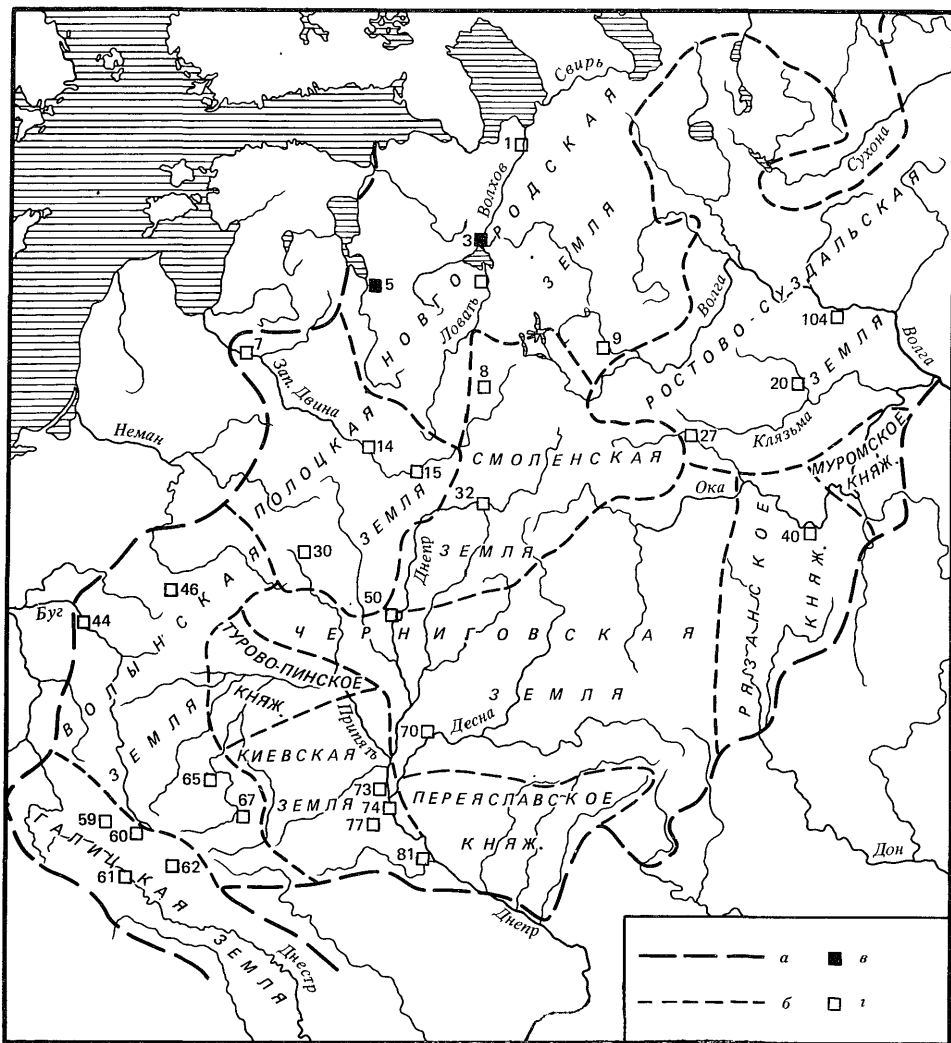 Свирь
1
Волхов
Сухона
НОВГОРОДСКАЯ
ЗЕМЛЯ
3
5
Ловать
Волга
РОСТОВО-СУЗДАЛЬСКАЯ
ЗЕМЛЯ
104
Волга
7
9
8
20
Зап. Двина
Неман
14
15
27
Клязьма
МУРОМСКОЕ
КНЯЖ.
ПОЛОЦКАЯ
ЗЕМЛЯ
СМОЛЕНСКАЯ
ЗЕМЛЯ
Ока
32
Днепр
40
30
46
50
Буг
44
ВОЛЫНСКАЯ
ЗЕМЛЯ
ТУРОВО-ПИНСКОЕ
КНЯЖ.
ЧЕРНИГОВСКАЯ
ЗЕМЛЯ
РЯЗАНСКОЕ
КНЯЖ.
Припять
70
Десна
КИЕВСКАЯ
ЗЕМЛЯ
65
67
73
74
77
ПЕРЕЯСЛАВСКОЕ
КНЯЖ.
59
60
62
61
81
Дон
ГАЛИЦКАЯ
ЗЕМЛЯ
Днестр
Днепр
а
в
б
г